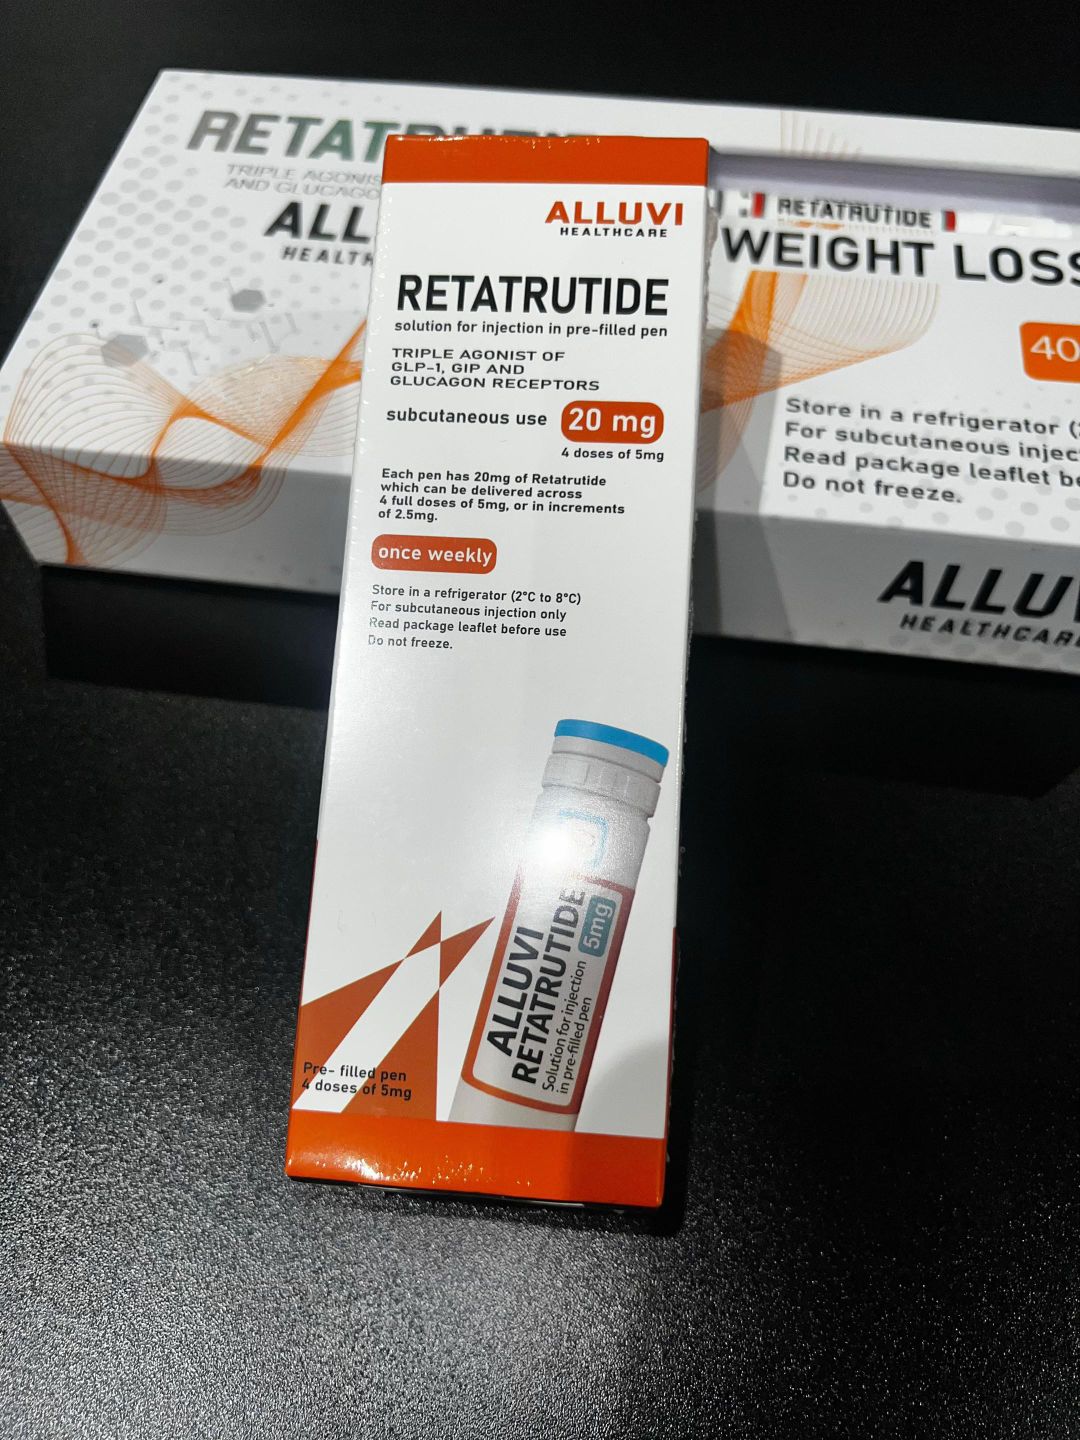 RETAT
TRIPLE AGONIS
AND GLUCAGO
ALL
HEALTH
ALLUVI
HEALTHCARE
RETATRUTIDE
solution for injection in pre-filled pen
TRIPLE AGONIST OF
GLP-1, GIP AND
GLUCAGON RECEPTORS
subcutaneous use 20 mg
4 doses of 5mg
Each pen has 20mg of Retatrutide
which can be delivered across
4 full doses of 5mg, or in increments
of 2.5mg.
once weekly
Store in a refrigerator (2°C to 8°C)
For subcutaneous injection only
Read package leaflet before use
Do not freeze.
ALLUVI
RETATRUTIDE 5mg
Solution for injection
in pre-filled pen
Pre- filled pen
4 doses of 5mg
RETATRUTIDE
WEIGHT LOSS
40
Store in a refrigerator (
For subcutaneous injec
Read package leaflet be
Do not freeze.
ALLUV
HEALTHCARE